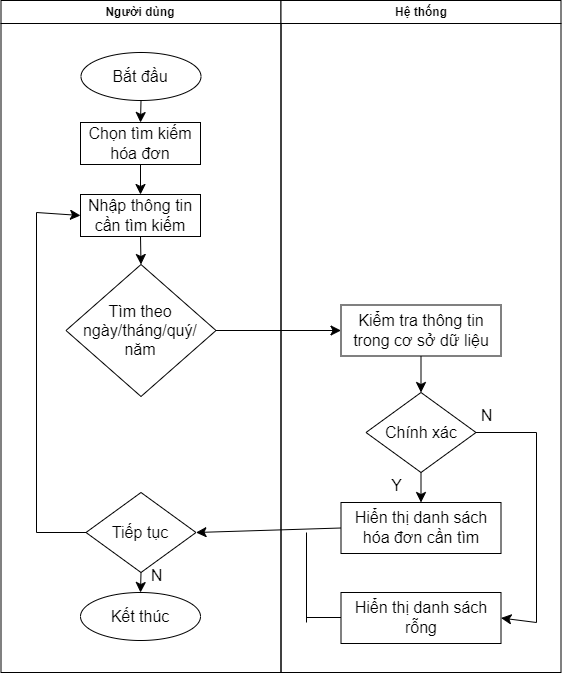 Người dùng
Hệ thống
Bắt đầu
Chọn tìm kiếm
hóa đơn
Nhập thông tin
cần tìm kiếm
Tìm theo
ngày/tháng/quý/
năm
Kiểm tra thông tin
trong cơ sở dữ liệu
Chính xác
N
Y
Hiển thị danh sách
hóa đơn cần tìm
Tiếp tục
N
Hiển thị danh sách
rỗng
Kết thúc